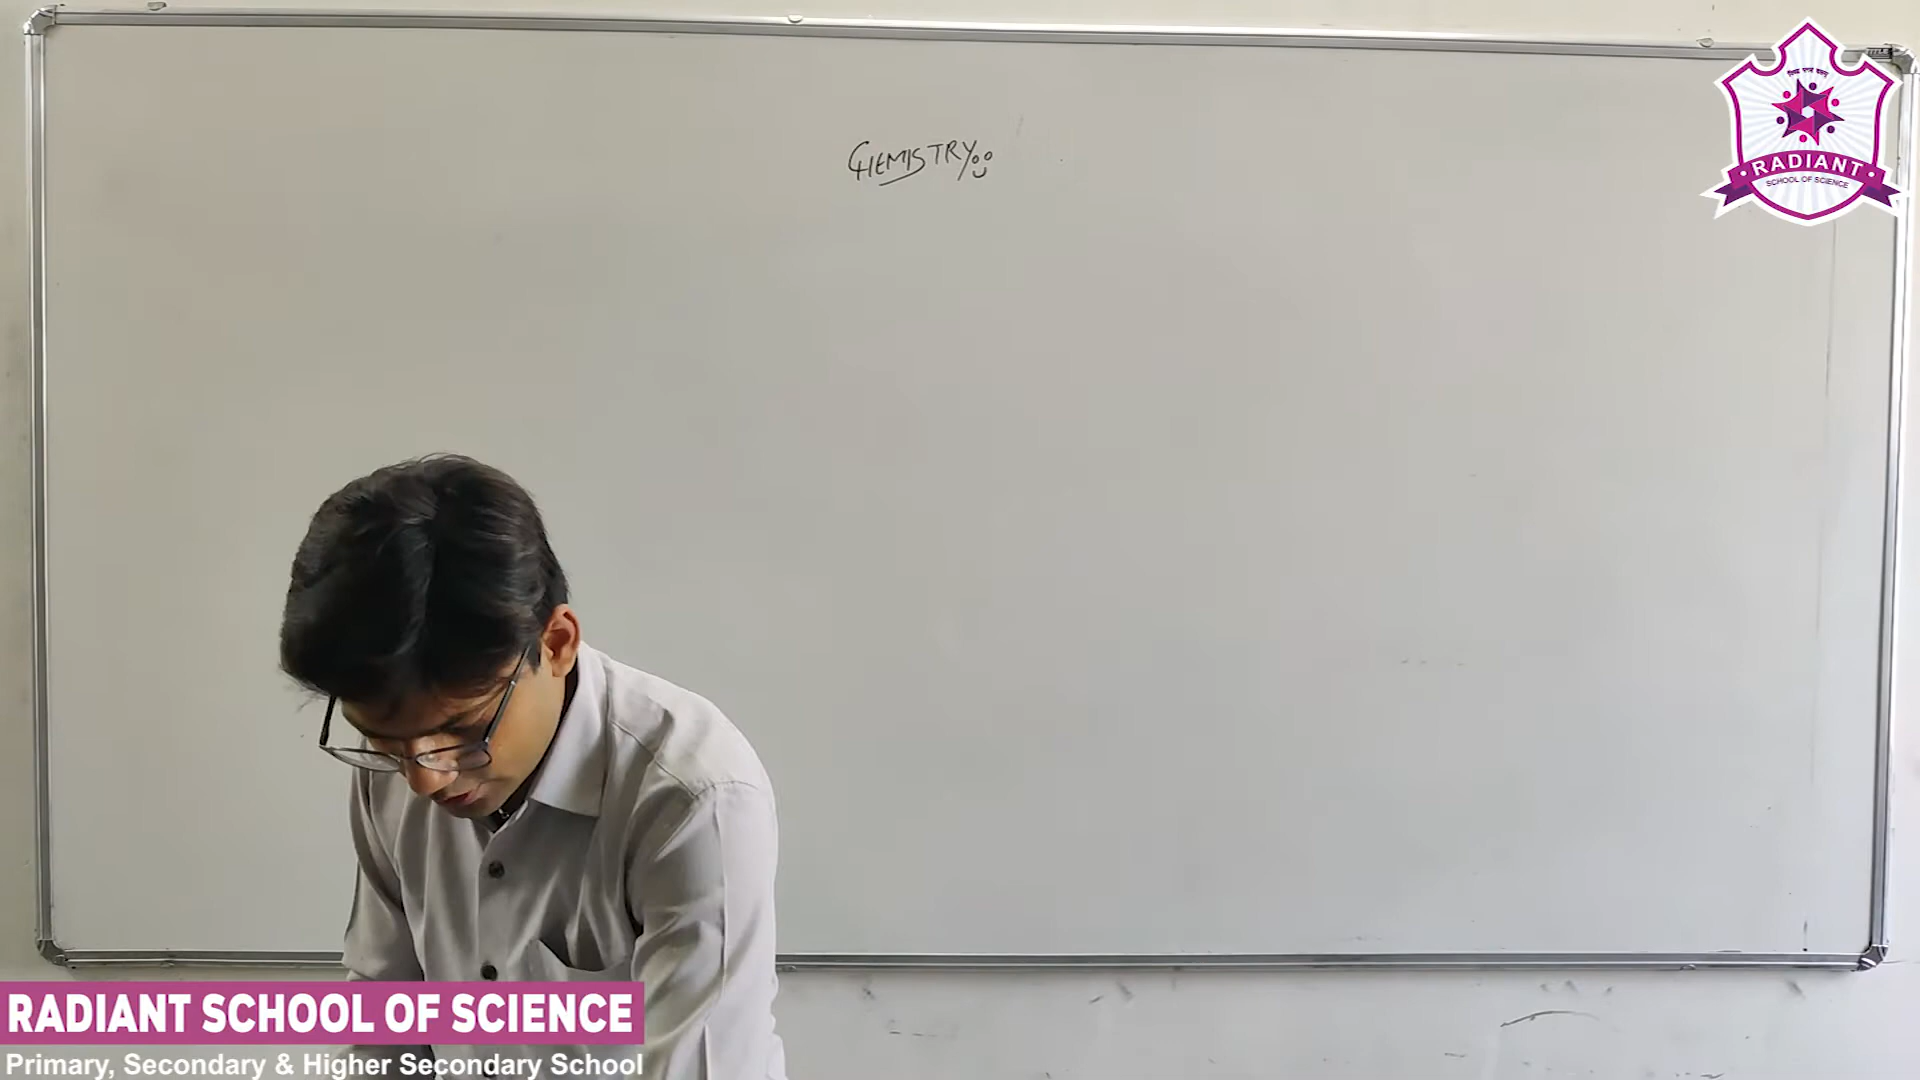 CHEMISTRY
RADIANT
SCHOOL OF SCIENCE
RADIANT SCHOOL OF SCIENCE
Primary, Secondary & Higher Secondary School